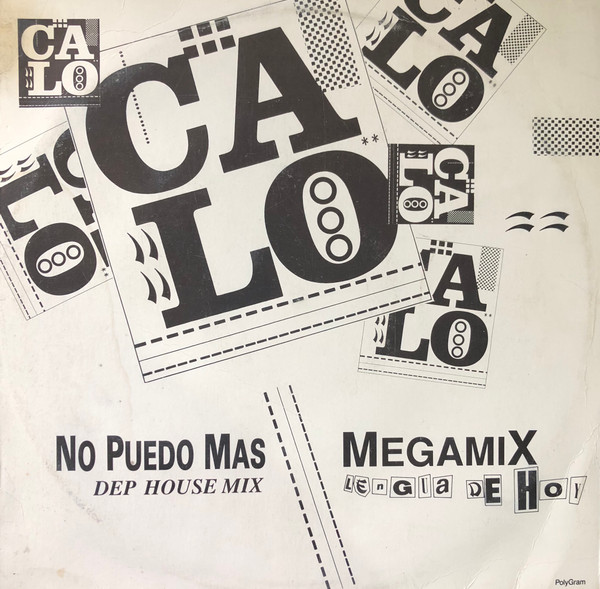 CA
LO
CA
LO
CA
LO
LO
CA
LO
CA
LO
**
NO PUEDO MAS
DEP HOUSE MIX
MEGAMIX
LEnGUa DE HoY
PolyGram